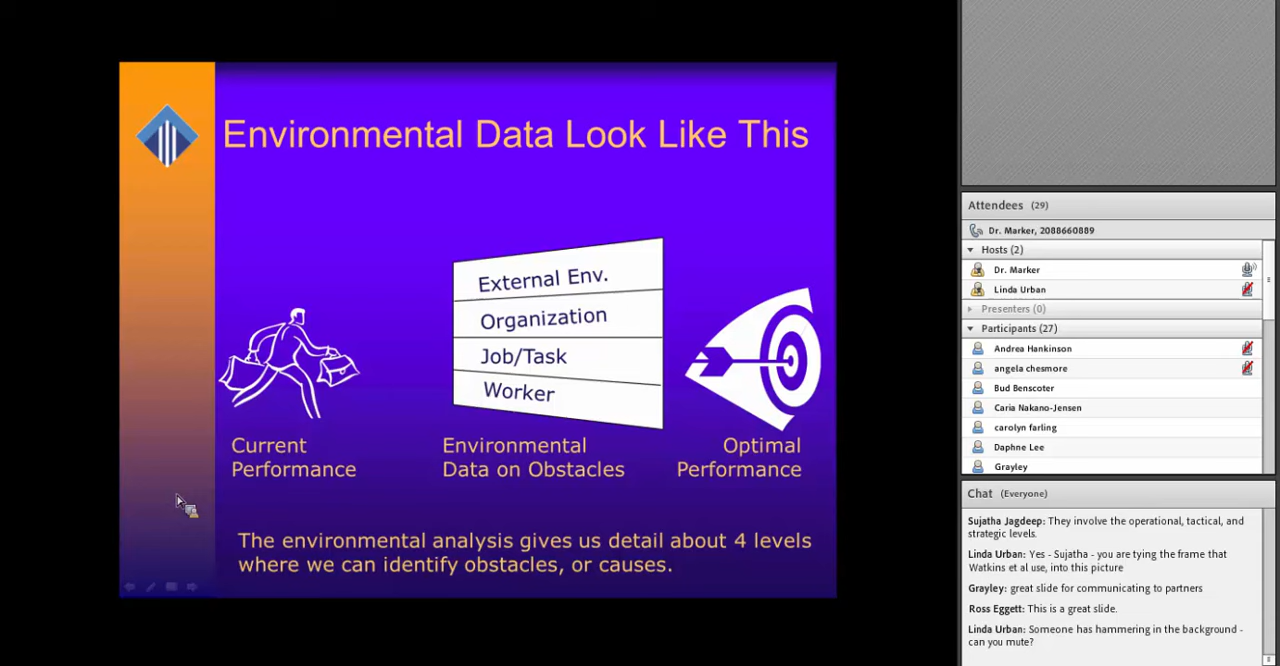 Environmental Data Look Like This
External Env.
Organization
Job/Task
Worker
Current
Performance
Environmental
Data on Obstacles
Optimal
Performance
The environmental analysis gives us detail about 4 levels
where we can identify obstacles, or causes.
Attendees (29)
Dr. Marker, 2088660889
Hosts (2)
Dr. Marker
Linda Urban
Presenters (0)
Participants (27)
Andrea Hankinson
angela chesmore
Bud Benscoter
Caria Nakano-Jensen
carolyn farling
Daphne Lee
Grayley
Chat (Everyone)
Sujatha Jagdeep: They involve the operational, tactical, and
strategic levels.
Linda Urban: Yes - Sujatha - you are tying the frame that
Watkins et al use, into this picture
Grayley: great slide for communicating to partners
Ross Eggett: This is a great slide.
Linda Urban: Someone has hammering in the background -
can you mute?